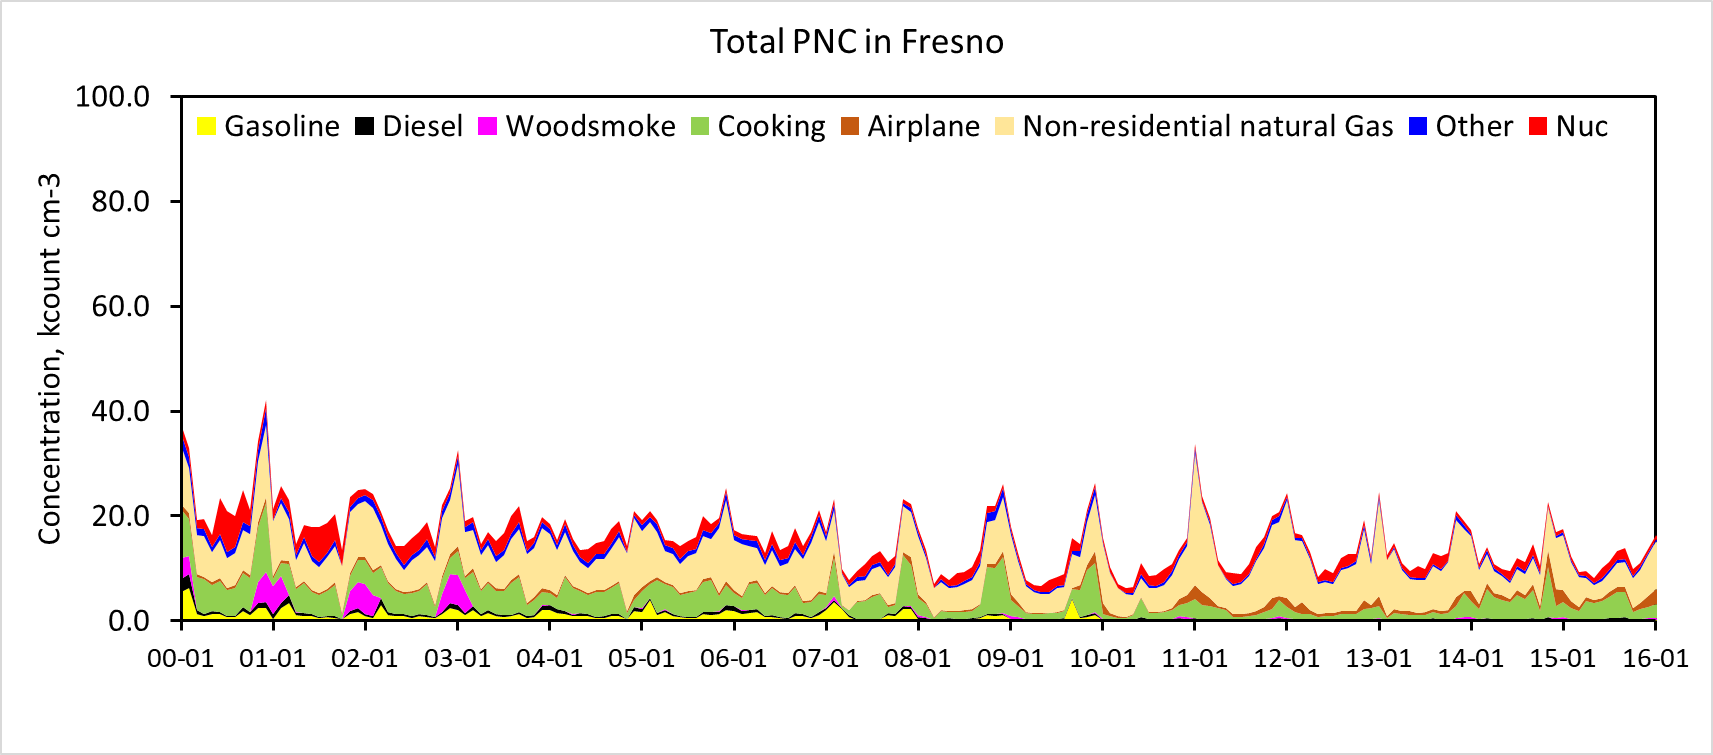 Total PNC in Fresno
100.0
Gasoline Diesel Woodsmoke Cooking Airplane Non-residential natural Gas Other Nuc
80.0
60.0
40.0
20.0
0.0
Concentration, kcount cm-3
00-01 01-01 02-01 03-01 04-01 05-01 06-01 07-01 08-01 09-01 10-01 11-01 12-01 13-01 14-01 15-01 16-01